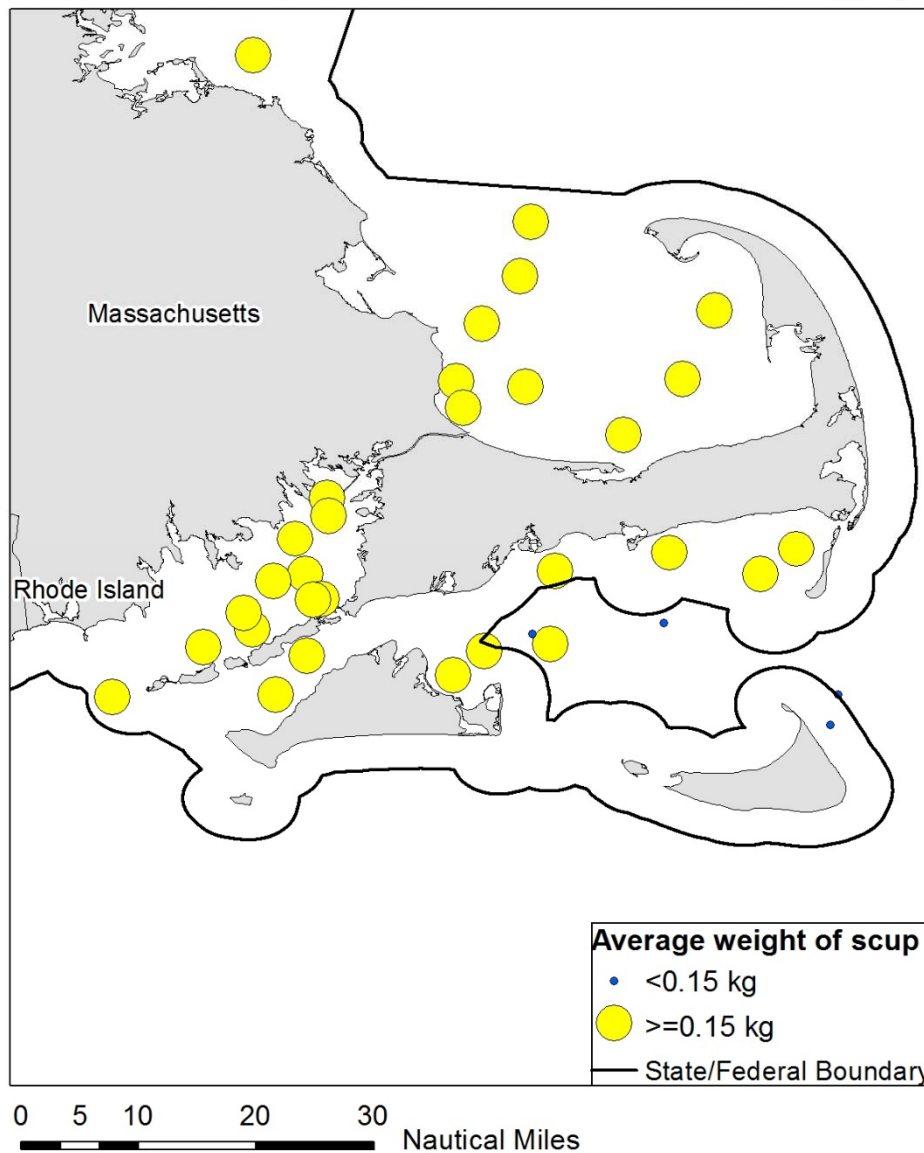 Massachusetts
Rhode Island
Average weight of scup
<0.15 kg
>=0.15 kg
State/Federal Boundary
0 5 10 20 30
Nautical Miles